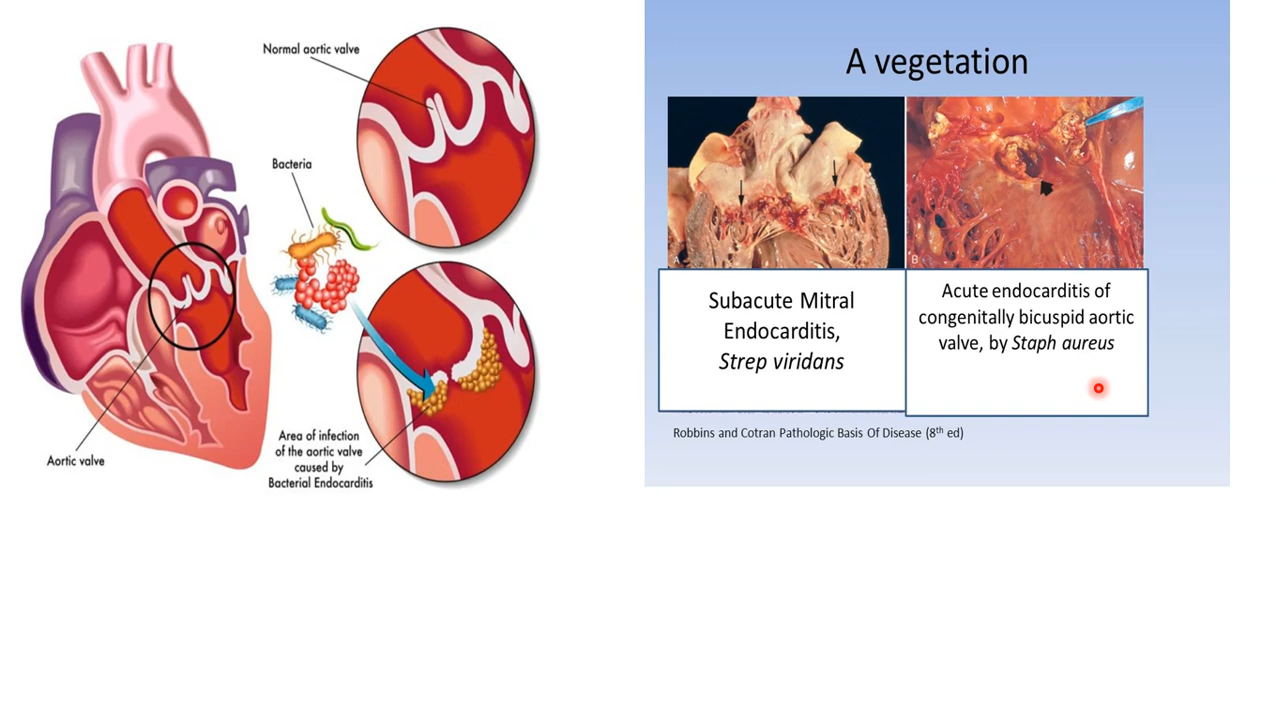 Normal aortic valve
Bacteria
Aortic valve
Area of infection
of the aortic valve
caused by
Bacterial Endocarditis
A vegetation
A
B
Subacute Mitral
Endocarditis,
Strep viridans
Acute endocarditis of
congenitally bicuspid aortic
valve, by Staph aureus
Robbins and Cotran Pathologic Basis Of Disease (8th ed)